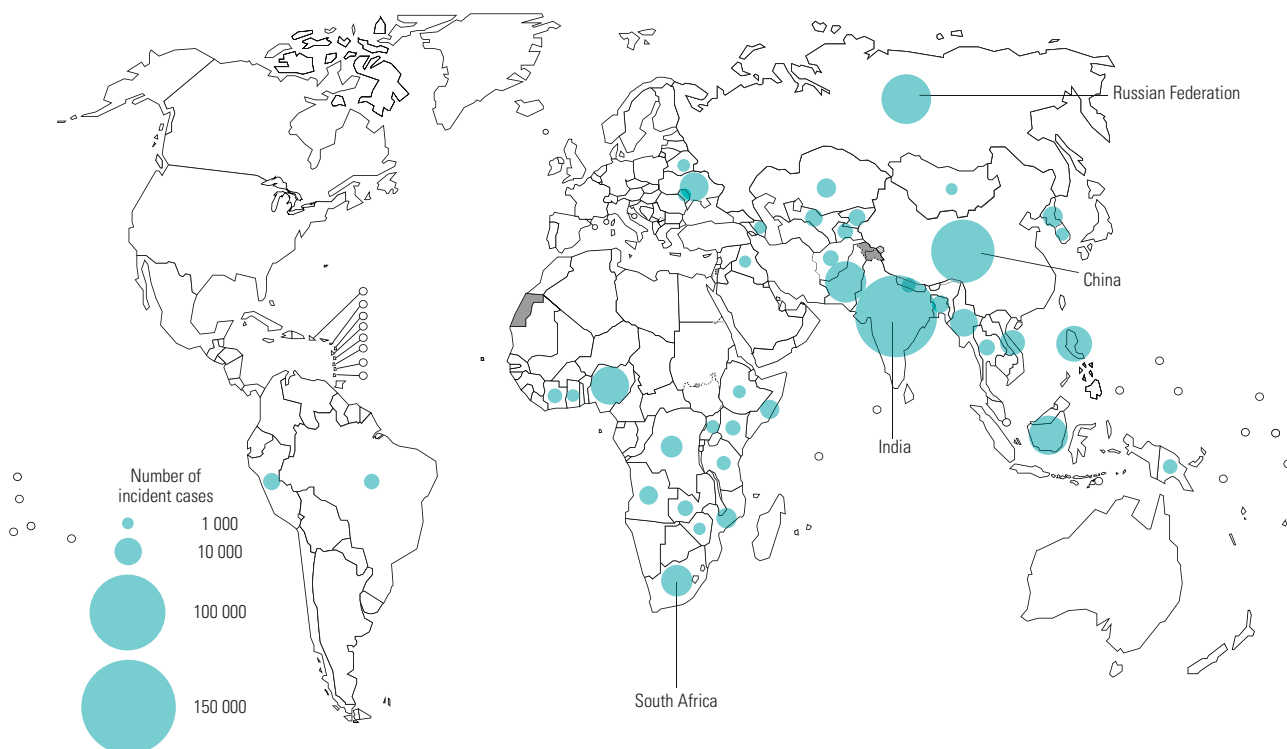 Russian Federation
China
India
Number of
incident cases
1 000
10 000
100 000
150 000
South Africa